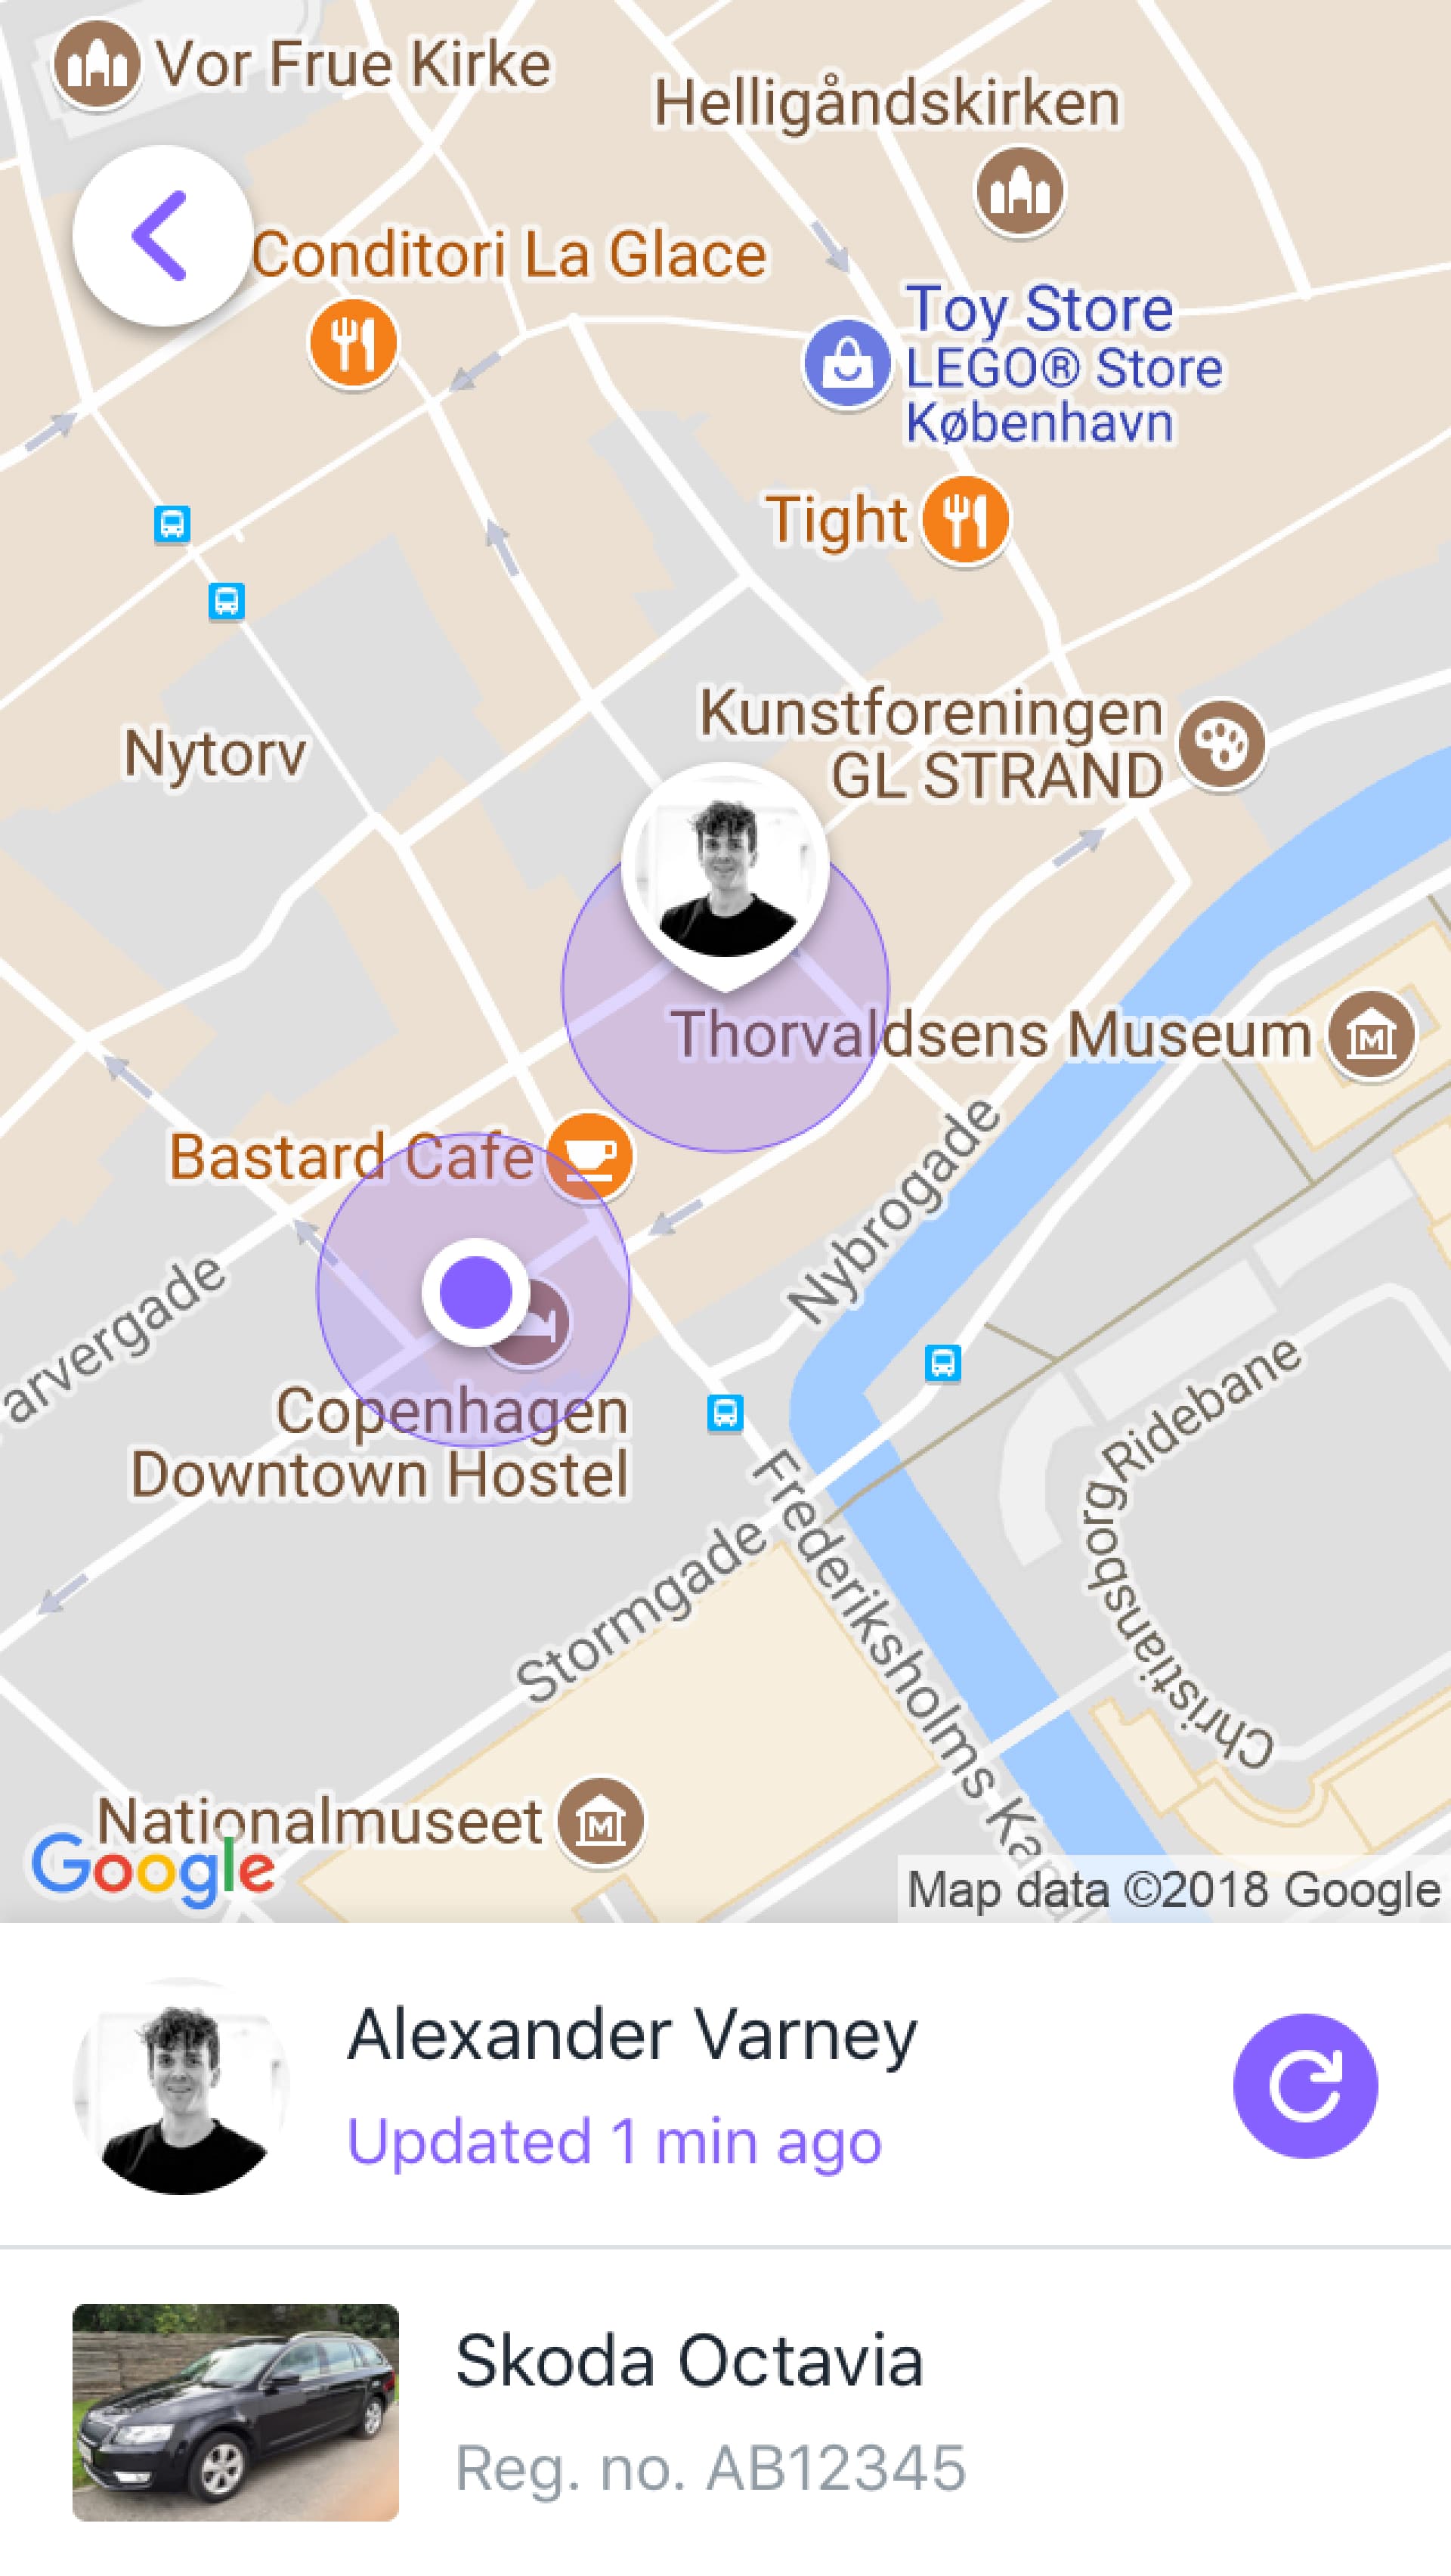 Vor Frue Kirke
Helligåndskirken
Conditori La Glace
Toy Store
LEGO® Store
København
Tight
Kunstforeningen
GL STRAND
Nytorv
Thorvaldsens Museum
Bastard Cafe
Nybrogade
arvergade
Copenhagen
Downtown Hostel
Christiansborg Ridebane
Stormgade
Frederiksholms Kanal
Nationalmuseet
Google
Map data ©2018 Google
Alexander Varney
Updated 1 min ago
Skoda Octavia
Reg. no. AB12345